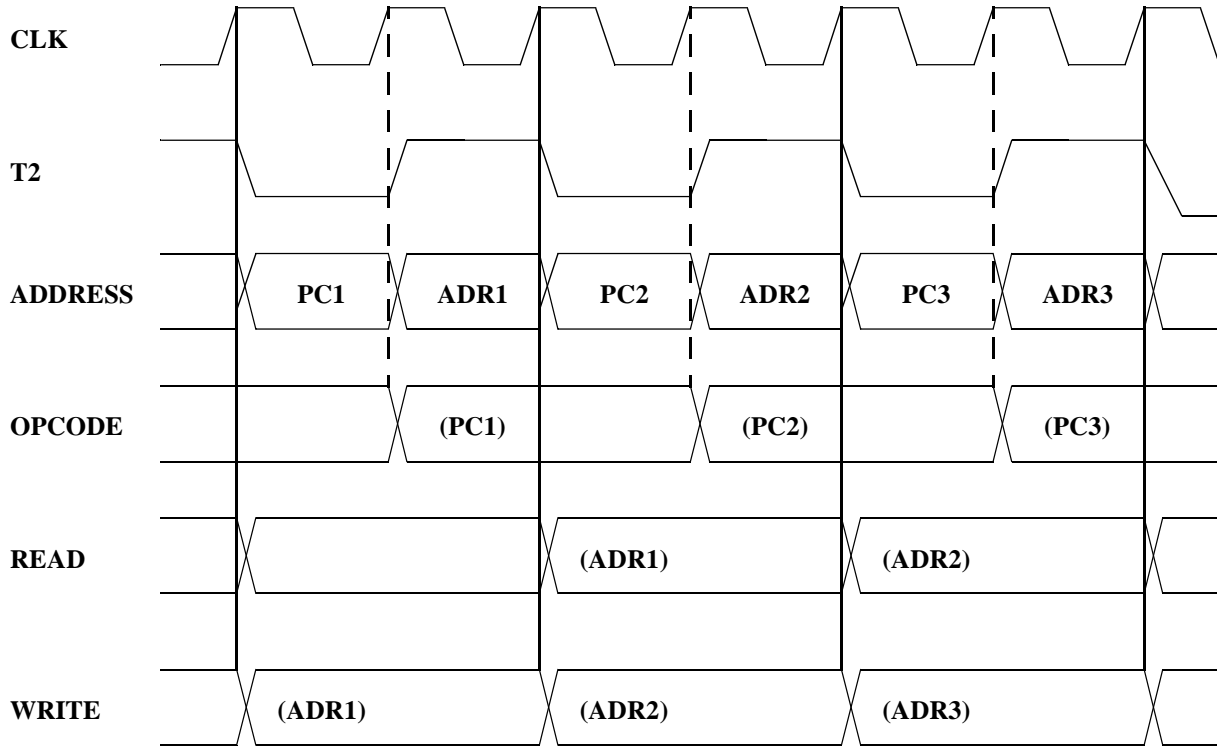 CLK
T2
ADDRESS PC1 ADR1 PC2 ADR2 PC3 ADR3
OPCODE (PC1) (PC2) (PC3)
READ (ADR1) (ADR2)
WRITE (ADR1) (ADR2) (ADR3)